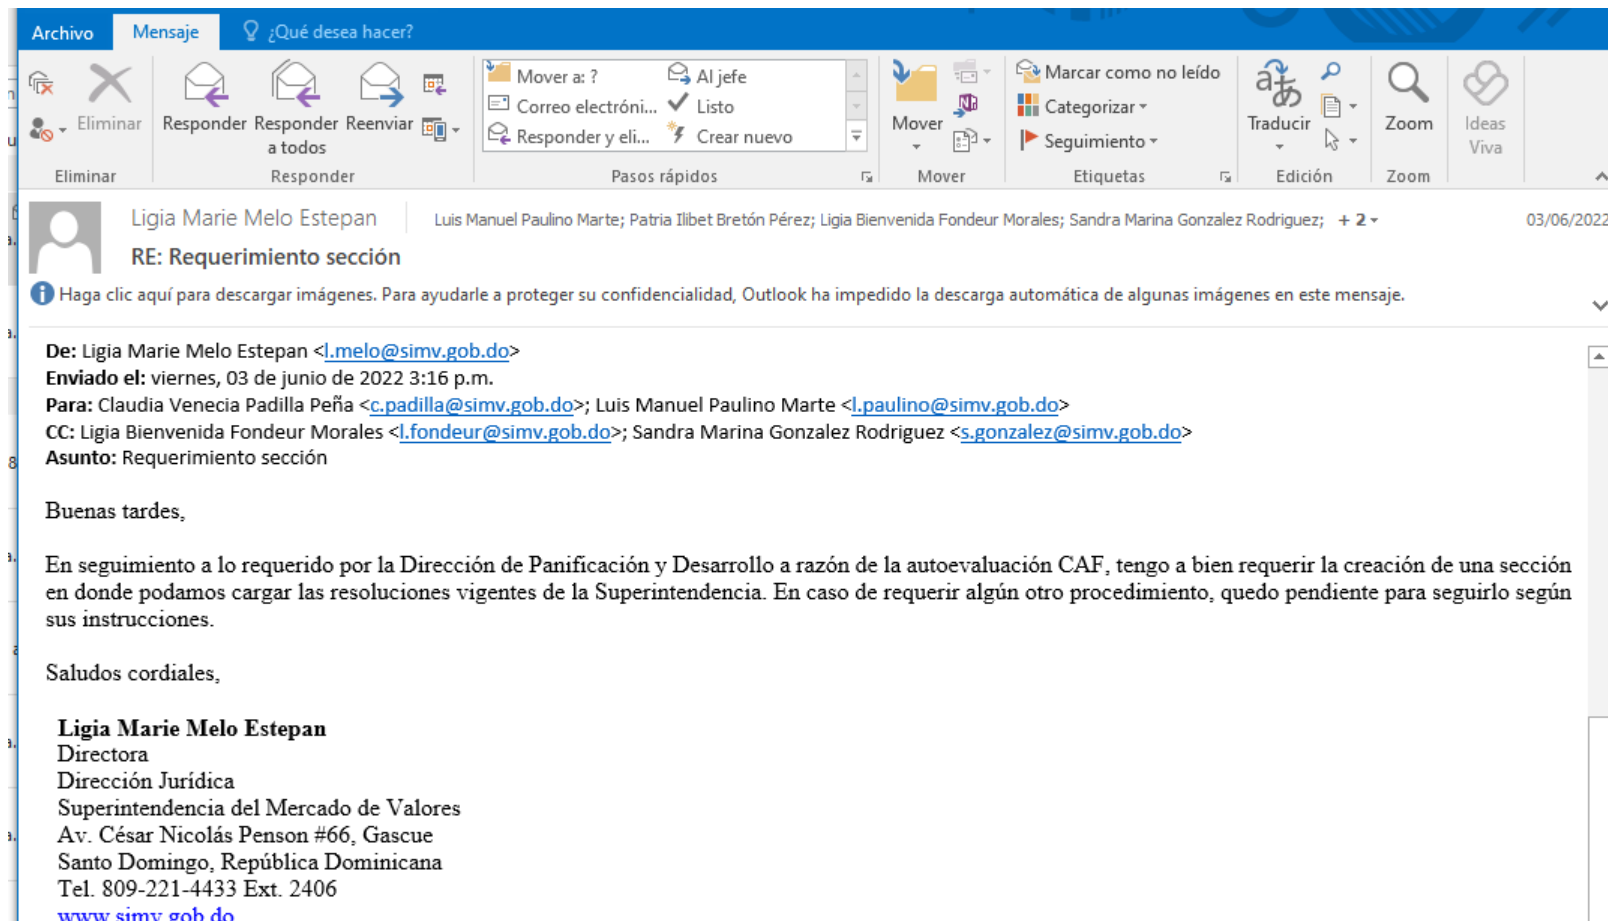 Archivo Mensaje ¿Qué desea hacer?
Eliminar
Responder Responder Reenviar
a todos
Mover a: ? Al jefe
Correo electróni... Listo
Responder y eli... Crear nuevo
Mover
Marcar como no leído
Categorizar
Seguimiento
Traducir
Zoom
Ideas
Viva
Eliminar Responder Pasos rápidos Mover Etiquetas Edición Zoom
Ligia Marie Melo Estepan Luis Manuel Paulino Marte; Patria Ilibet Bretón Pérez; Ligia Bienvenida Fondeur Morales; Sandra Marina Gonzalez Rodriguez; + 2 03/06/2022
RE: Requerimiento sección
Haga clic aquí para descargar imágenes. Para ayudarle a proteger su confidencialidad, Outlook ha impedido la descarga automática de algunas imágenes en este mensaje.
De: Ligia Marie Melo Estepan <l.melo@simv.gob.do>
Enviado el: viernes, 03 de junio de 2022 3:16 p.m.
Para: Claudia Venecia Padilla Peña <c.padilla@simv.gob.do>; Luis Manuel Paulino Marte <l.paulino@simv.gob.do>
CC: Ligia Bienvenida Fondeur Morales <l.fondeur@simv.gob.do>; Sandra Marina Gonzalez Rodriguez <s.gonzalez@simv.gob.do>
Asunto: Requerimiento sección
Buenas tardes,
En seguimiento a lo requerido por la Dirección de Panificación y Desarrollo a razón de la autoevaluación CAF, tengo a bien requerir la creación de una sección
en donde podamos cargar las resoluciones vigentes de la Superintendencia. En caso de requerir algún otro procedimiento, quedo pendiente para seguirlo según
sus instrucciones.
Saludos cordiales,
Ligia Marie Melo Estepan
Directora
Dirección Jurídica
Superintendencia del Mercado de Valores
Av. César Nicolás Penson #66, Gascue
Santo Domingo, República Dominicana
Tel. 809-221-4433 Ext. 2406
www.simv.gob.do